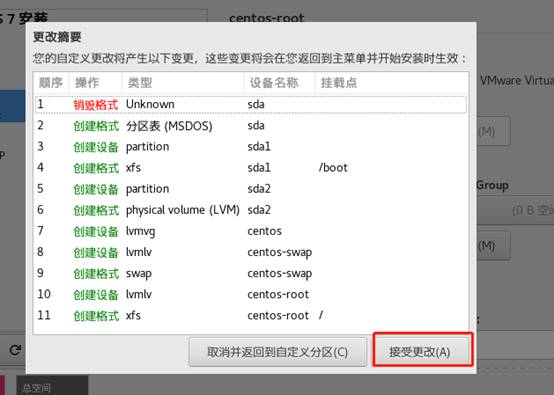 S 7 安装
centos-root
更改摘要
您的自定义更改将产生以下变更，这些变更将会在您返回到主菜单并开始安装时生效：
顺序 操作 类型 设备名称 挂载点
1 销毁格式 Unknown sda
2 创建格式 分区表 (MSDOS) sda
3 创建设备 partition sda1
4 创建格式 xfs sda1 /boot
5 创建设备 partition sda2
6 创建格式 physical volume (LVM) sda2
7 创建设备 lvmvg centos
8 创建设备 lvmlv centos-swap
9 创建格式 swap centos-swap
10 创建设备 lvmlv centos-root
11 创建格式 xfs centos-root /
VMware Virtua
(M)
Group
(0 B 空闲
(M)
取消并返回到自定义分区(C)
接受更改(A)
总空间